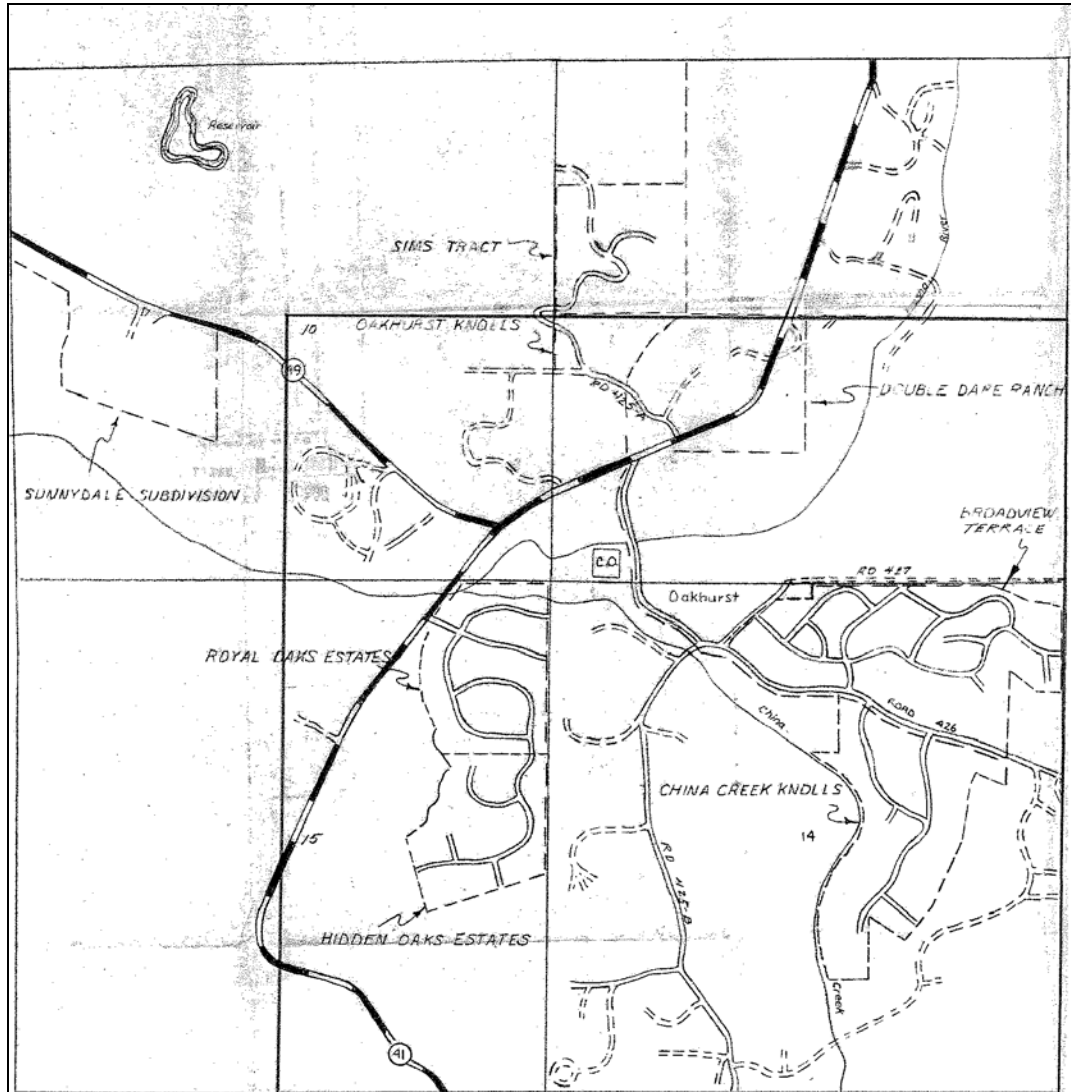 Reservoir
SIMS TRACT
River
10
OAKHURST KNOLLS
49
RD 425-A
DOUBLE DARE RANCH
SUNNYDALE SUBDIVISION
BROADVIEW
TERRACE
C.D.
RD 427
Oakhurst
ROYAL OAKS ESTATES
China
ROAD 426
CHINA CREEK KNOLLS
14
15
RD 425-B
HIDDEN OAKS ESTATES
Creek
41